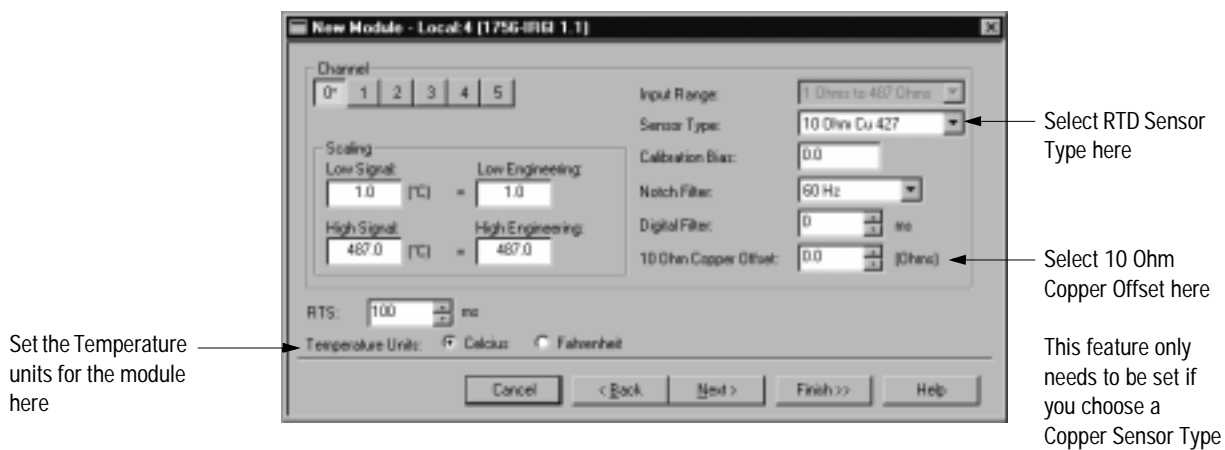 New Module - Local:4 (1756-IR6I 1.1)
Channel
0* 1 2 3 4 5
Scaling
Low Signal: Low Engineering:
1.0 (°C) = 1.0
High Signal: High Engineering:
487.0 (°C) = 487.0
Input Range: 1 Ohms to 487 Ohms
Sensor Type: 10 Ohm Cu 427
Calibration Bias: 0.0
Notch Filter: 60 Hz
Digital Filter: 0 ms
10 Ohm Copper Offset: 0.0 (Ohms)
RTS: 100 ms
Temperature Units: Celcius Fahrenheit
Cancel < Back Next > Finish >> Help
Select RTD Sensor
Type here
Select 10 Ohm
Copper Offset here
This feature only
needs to be set if
you choose a
Copper Sensor Type
Set the Temperature
units for the module
here